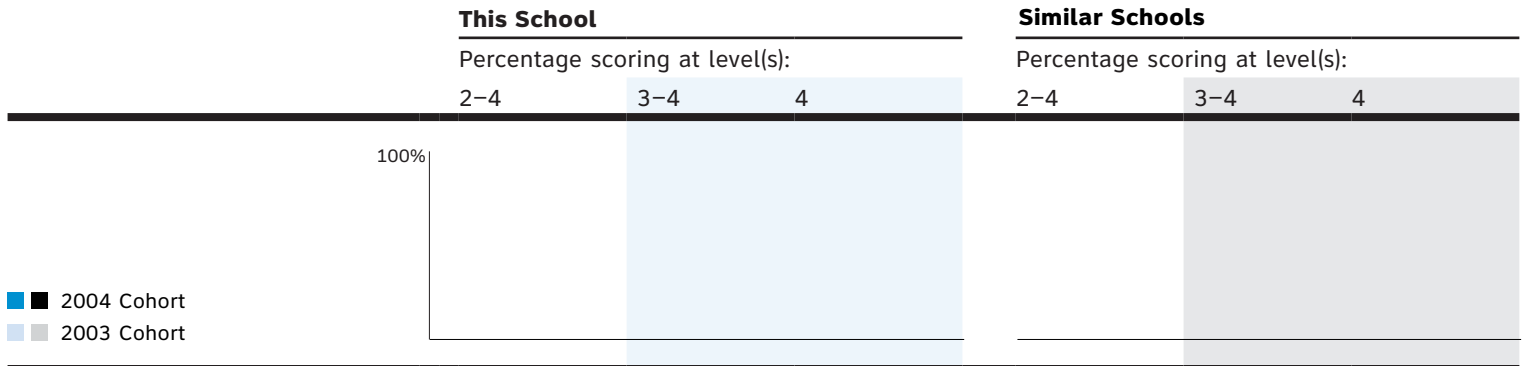 This School
Percentage scoring at level(s):
2–4 3–4 4
Similar Schools
Percentage scoring at level(s):
2–4 3–4 4
100%
2004 Cohort
2003 Cohort